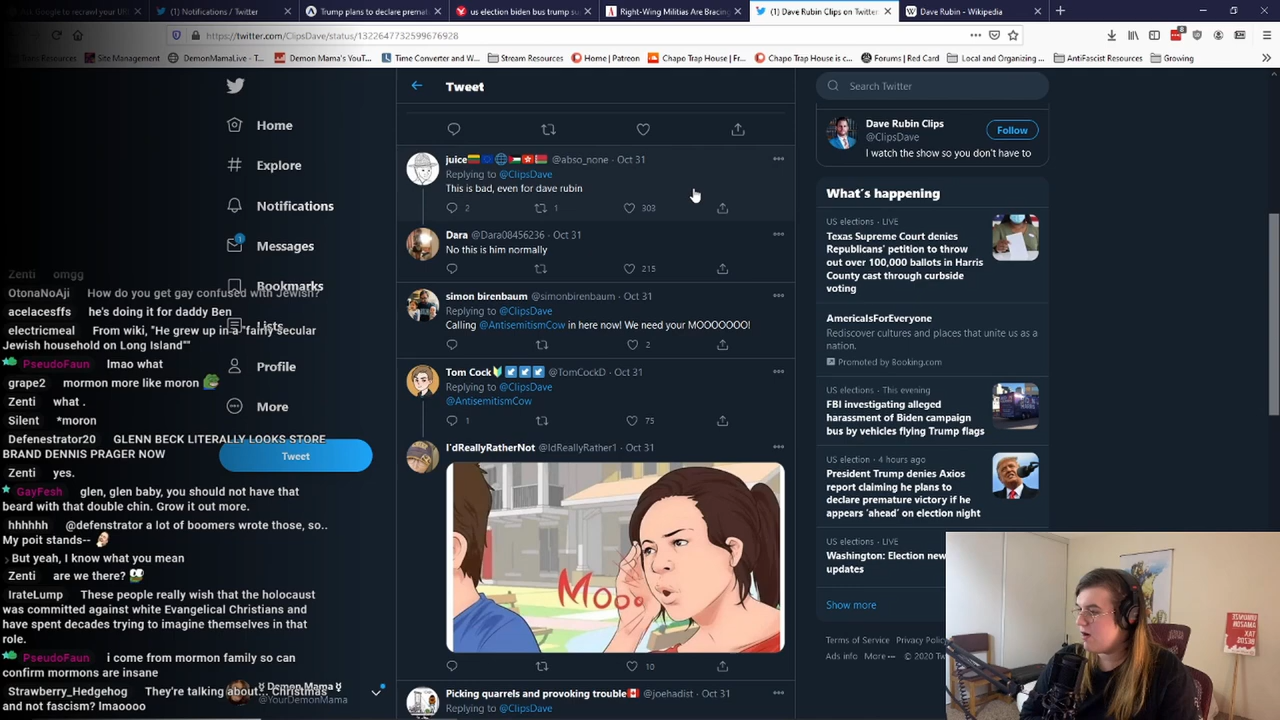 (1) Notifications / Twitter
Trump plans to declare premat
us election biden bus trump su
Right-Wing Militias Are Bracing
(1) Dave Rubin Clips on Twitter
Dave Rubin - Wikipedia
https://twitter.com/ClipsDave/status/1322647732599676928
Site Management
DemonMamaLive - T...
Demon Mama's YouT...
Stream Resources
Time Converter and W...
Home | Patreon
Chapo Trap House | Fr...
Chapo Trap House is c...
Forums | Red Card
Local and Organizing ...
AntiFascist Resources
Growing
Home
Explore
Notifications
Messages
Bookmarks
Lists
Profile
More
Tweet
Demon Mama
@YourDemonMama
Zenti omgg
OtonaNoAji How do you get gay confused with Jewish?
acelacesffs he's doing it for daddy Ben
electricmeal From wiki, "He grew up in a "fairly secular
Jewish household on Long Island""
PseudoFaun lmao what
grape2 mormon more like moron
Zenti what .
Silent *moron
Defenestrator20 GLENN BECK LITERALLY LOOKS STORE
BRAND DENNIS PRAGER NOW
Zenti yes.
GayFesh glen, glen baby, you should not have that
beard with that double chin. Grow it out more.
hhhhhh @defenstrator a lot of boomers wrote those, so..
My poit stands--
But yeah, I know what you mean
Zenti are we there?
IrateLump These people really wish that the holocaust
was committed against white Evangelical Christians and
have spent decades trying to imagine themselves in that
role.
PseudoFaun i come from mormon family so can
confirm mormons are insane
Strawberry_Hedgehog They're talking about.. Christmas
and not fascism? lmaoooo
Tweet
juice @abso_none · Oct 31
Replying to @ClipsDave
This is bad, even for dave rubin
2 1 303
Dara @Dara08456236 · Oct 31
No this is him normally
215
simon birenbaum @simonbirenbaum · Oct 31
Replying to @ClipsDave
Calling @AntisemitismCow in here now! We need your MOOOOOOO!
2
Tom Cock @TomCockD · Oct 31
Replying to @ClipsDave
@AntisemitismCow
1 75
I'dReallyRatherNot @IdReallyRather1 · Oct 31
Mooo.
10
Picking quarrels and provoking trouble @joehadist · Oct 31
Replying to @ClipsDave
Search Twitter
Dave Rubin Clips
@ClipsDave
Follow
I watch the show so you don't have to
What's happening
US elections · LIVE
Texas Supreme Court denies
Republicans' petition to throw
out over 100,000 ballots in Harris
County cast through curbside
voting
AmericaIsForEveryone
Rediscover cultures and places that unite us as a
nation.
Promoted by Booking.com
US elections · This evening
FBI investigating alleged
harassment of Biden campaign
bus by vehicles flying Trump flags
US election · 4 hours ago
President Trump denies Axios
report claiming he plans to
declare premature victory if he
appears 'ahead' on election night
US elections · LIVE
Washington: Election new
updates
Show more
Terms of Service Privacy Policy
Ads info More © 2020 Tw